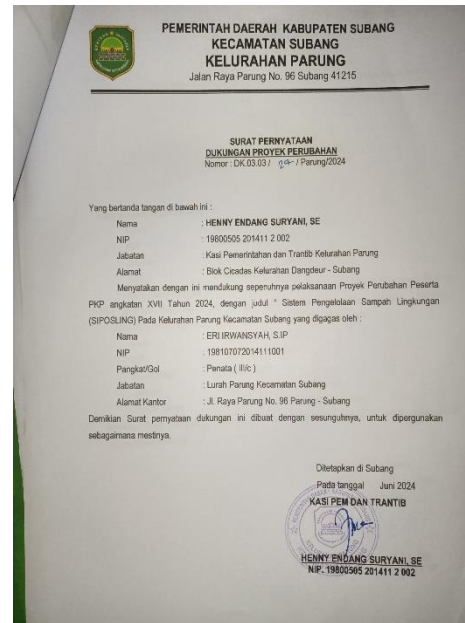 PEMERINTAH DAERAH KABUPATEN SUBANG
KECAMATAN SUBANG
KELURAHAN PARUNG
Jalan Raya Parung No. 96 Subang 41215
SURAT PERNYATAAN
DUKUNGAN PROYEK PERUBAHAN
Nomor : DK.03.03 / / Parung/2024
Yang bertanda tangan di bawah ini :
Nama : HENNY ENDANG SURYANI, SE
NIP : 19800505 201411 2 002
Jabatan : Kasi Pemerintahan dan Trantib Kelurahan Parung
Alamat : Blok Cicadas Kelurahan Dangdeur - Subang
Menyatakan dengan ini mendukung sepenuhnya pelaksanaan Proyek Perubahan Peserta
PKP angkatan XVII Tahun 2024, dengan judul " Sistem Pengelolaan Sampah Lingkungan
(SIPOSLING) Pada Kelurahan Parung Kecamatan Subang yang digagas oleh :
Nama : ERI IRWANSYAH, S.IP
NIP : 198107072014111001
Pangkat/Gol : Penata ( III/c )
Jabatan : Lurah Parung Kecamatan Subang
Alamat Kantor : Jl. Raya Parung No. 96 Parung - Subang
Demikian Surat pernyataan dukungan ini dibuat dengan sesungguhnya, untuk dipergunakan
sebagaimana mestinya.
Ditetapkan di Subang
Pada tanggal Juni 2024
KASI PEM DAN TRANTIB
HENNY ENDANG SURYANI, SE
NIP. 19800505 201411 2 002